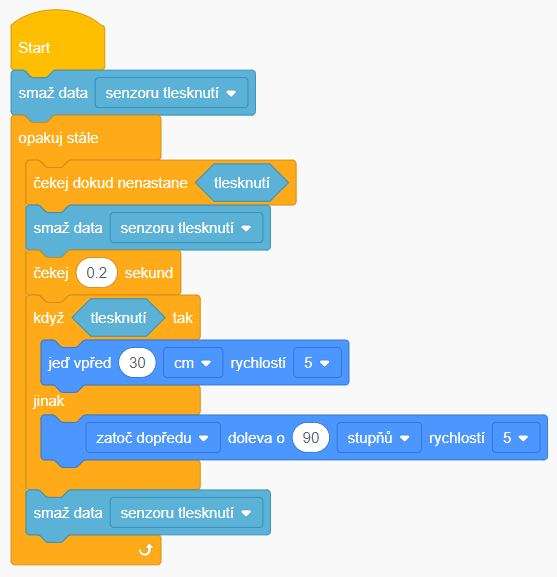 Start
smaž data senzoru tlesknutí
opakuj stále
čekej dokud nenastane tlesknutí
smaž data senzoru tlesknutí
čekej 0.2 sekund
když tlesknutí tak
jeď vpřed 30 cm rychlostí 5
jinak
zatoč dopředu doleva o 90 stupňů rychlostí 5
smaž data senzoru tlesknutí